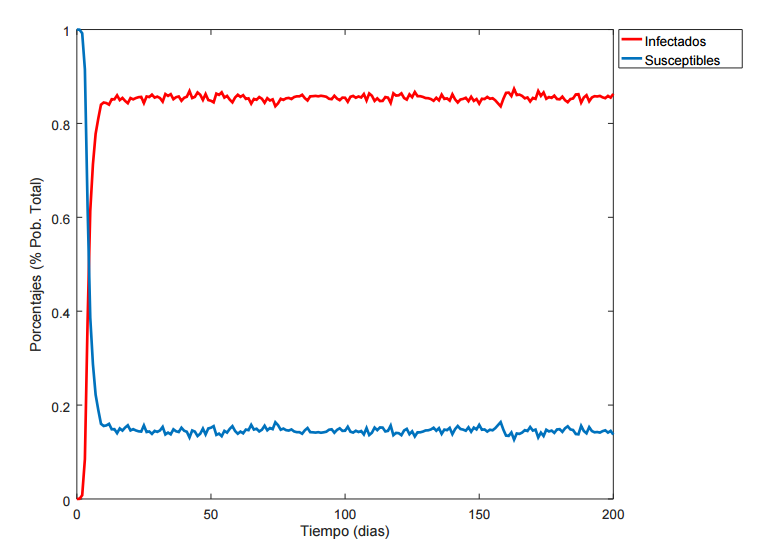 Infectados
Susceptibles
Porcentajes (% Pob. Total)
1
0.8
0.6
0.4
0.2
0
0 50 100 150 200
Tiempo (dias)